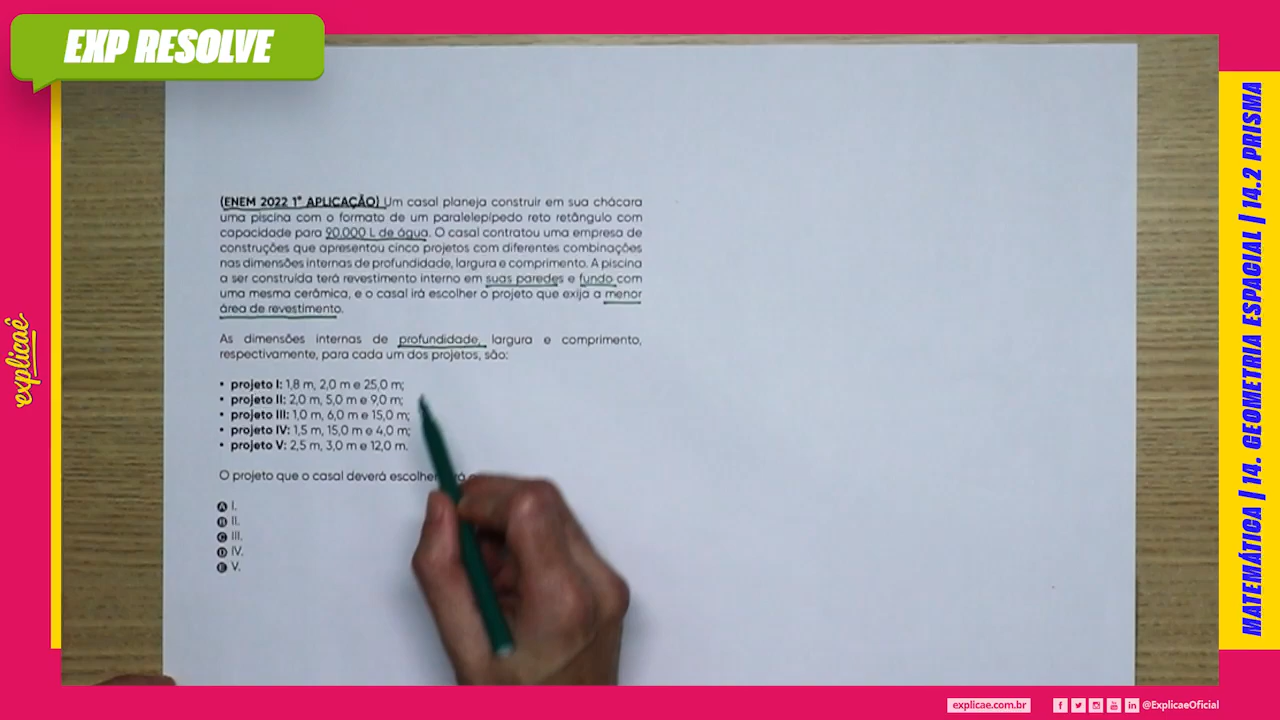 EXP RESOLVE
(ENEM 2022 1° APLICAÇÃO) Um casal planeja construir em sua chácara
uma piscina com o formato de um paralelepípedo reto retângulo com
capacidade para 90.000 L de água. O casal contratou uma empresa de
construções que apresentou cinco projetos com diferentes combinações
nas dimensões internas de profundidade, largura e comprimento. A piscina
a ser construída terá revestimento interno em suas paredes e fundo com
uma mesma cerâmica, e o casal irá escolher o projeto que exija a menor
área de revestimento.
As dimensões internas de profundidade, largura e comprimento,
respectivamente, para cada um dos projetos, são:
• projeto I: 1,8 m, 2,0 m e 25,0 m;
• projeto II: 2,0 m, 5,0 m e 9,0 m;
• projeto III: 1,0 m, 6,0 m e 15,0 m;
• projeto IV: 1,5 m, 15,0 m e 4,0 m;
• projeto V: 2,5 m, 3,0 m e 12,0 m.
O projeto que o casal deverá escolher
A I.
B II.
C III.
D IV.
E V.
explicaê
MATEMÁTICA | 14. GEOMETRIA ESPACIAL | 14.2 PRISMA
explicae.com.br
@ExplicaeOficial